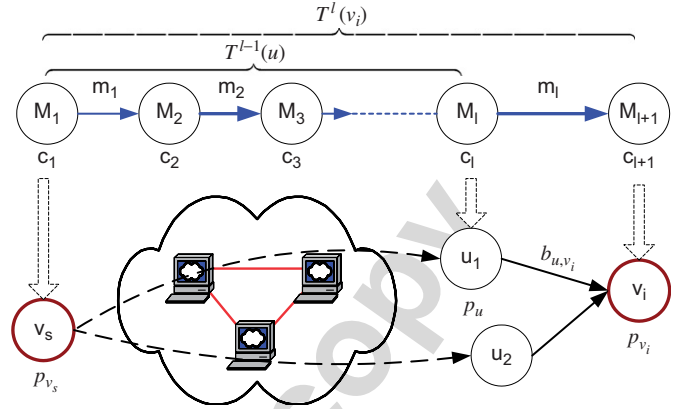 T^l(v_i)
T^{l-1}(u)
m_1 m_2 m_l
M_1 M_2 M_3 M_l M_{l+1}
c_1 c_2 c_3 c_l c_{l+1}
u_1 b_{u,v_i}
v_s p_u v_i
p_{v_s} u_2 p_{v_i}
copy